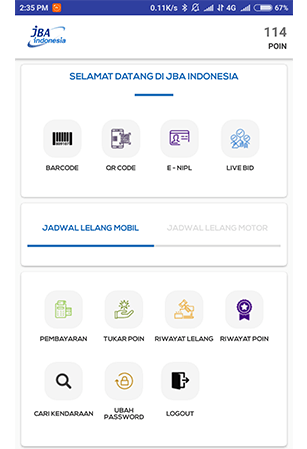 2:35 PM 0.11K/s 4G 67%
JBA
Indonesia
114
POIN
SELAMAT DATANG DI JBA INDONESIA
BARCODE QR CODE E - NIPL LIVE BID
JADWAL LELANG MOBIL JADWAL LELANG MOTOR
PEMBAYARAN TUKAR POIN RIWAYAT LELANG RIWAYAT POIN
CARI KENDARAAN UBAH PASSWORD LOGOUT